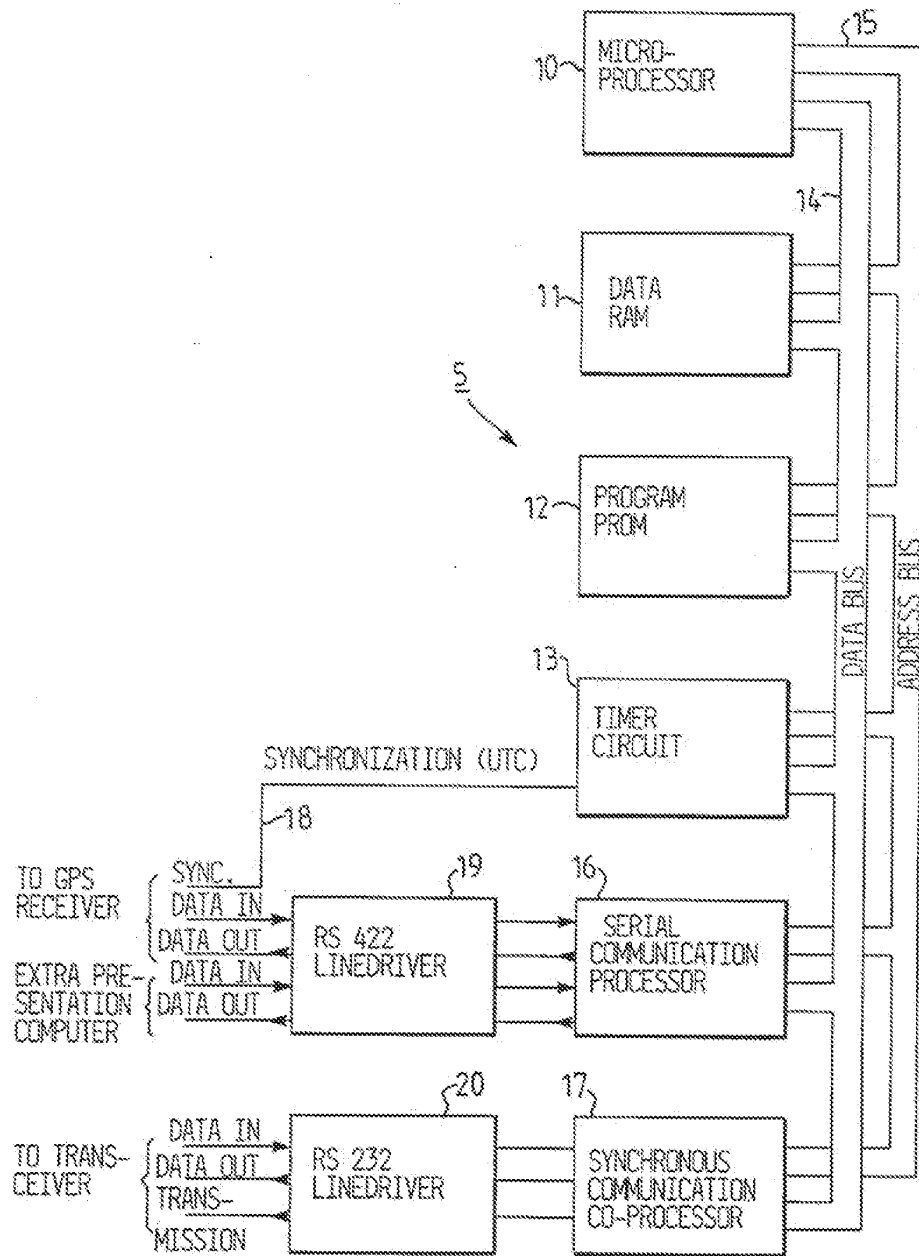 15
MICRO-
PROCESSOR
10
14
DATA
RAM
11
5
PROGRAM
PROM
12
DATA BUS
ADDRESS BUS
13
TIMER
CIRCUIT
SYNCHRONIZATION (UTC)
18
TO GPS
RECEIVER
SYNC.
DATA IN
DATA OUT
EXTRA PRE-
SENTATION
COMPUTER
DATA IN
DATA OUT
19
RS 422
LINEDRIVER
16
SERIAL
COMMUNICATION
PROCESSOR
TO TRANS-
CEIVER
DATA IN
DATA OUT
TRANS-
MISSION
20
RS 232
LINEDRIVER
17
SYNCHRONOUS
COMMUNICATION
CO-PROCESSOR